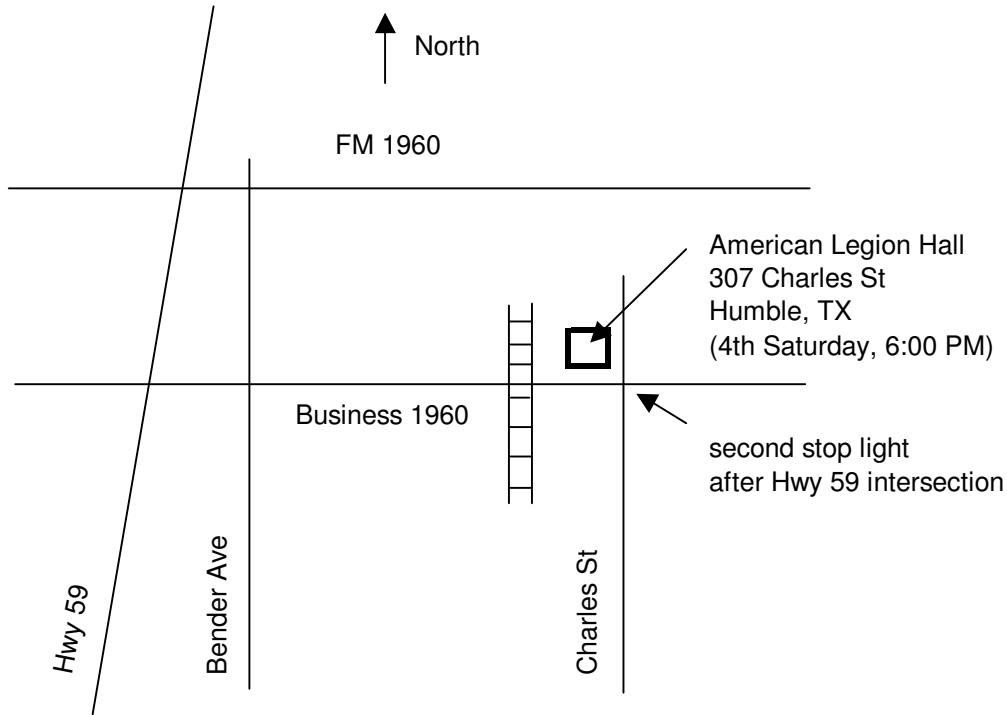 North
FM 1960
American Legion Hall
307 Charles St
Humble, TX
(4th Saturday, 6:00 PM)
Business 1960
second stop light
after Hwy 59 intersection
Hwy 59
Bender Ave
Charles St